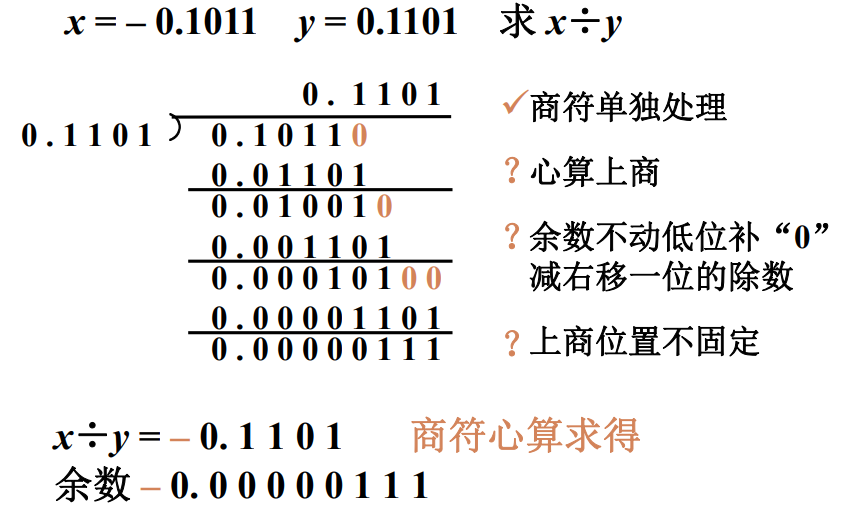 x = – 0.1011 y = 0.1101 求 x÷y
0.1101
✓商符单独处理
0.1101 ) 0.10110
0.01101
?心算上商
0.010010
0.001101
?余数不动低位补“0”
减右移一位的除数
0.00010100
0.00001101
?上商位置不固定
0.00000111
x÷y = – 0.1101 商符心算求得
余数 – 0.00000111